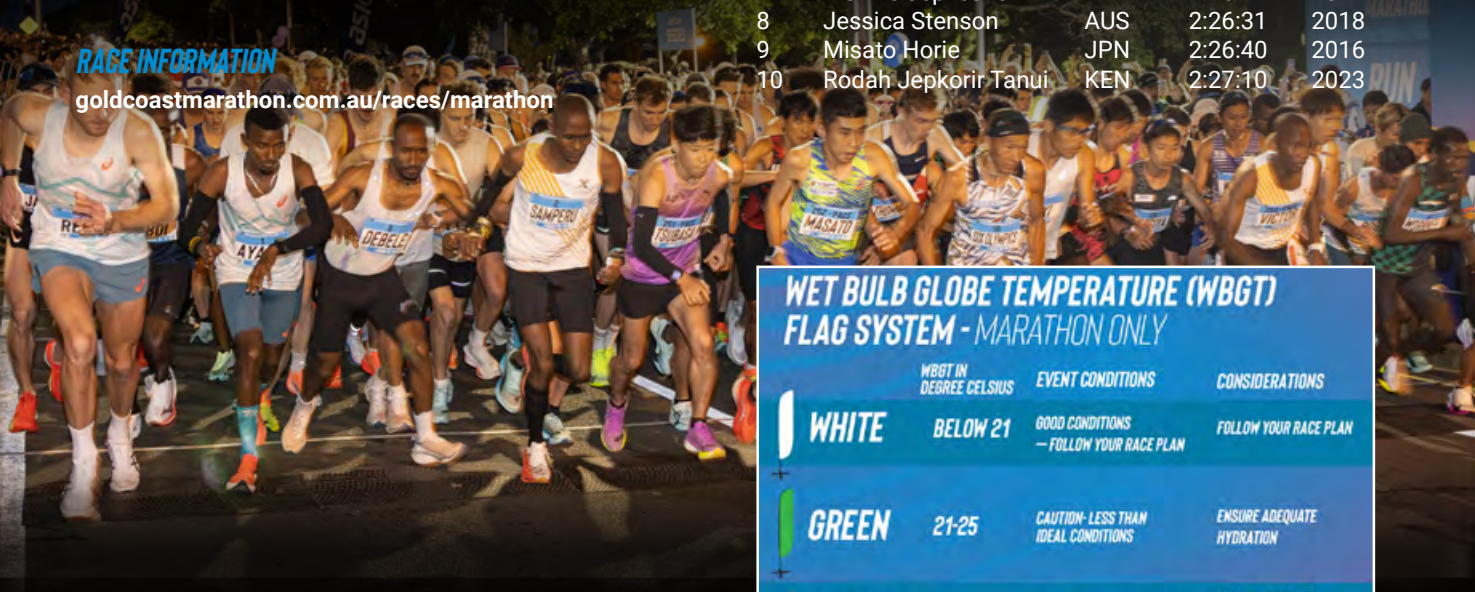 RACE INFORMATION
goldcoastmarathon.com.au/races/marathon
8 Jessica Stenson AUS 2:26:31 2018
9 Misato Horie JPN 2:26:40 2016
10 Rodah Jepkorir Tanui KEN 2:27:10 2023
MARATHON
RUN
asics
AYA
DEBELE
SAMPERU
TSUBASA
MASATO
VICTOR
WET BULB GLOBE TEMPERATURE (WBGT)
FLAG SYSTEM - MARATHON ONLY
WBGT IN
DEGREE CELSIUS EVENT CONDITIONS CONSIDERATIONS
WHITE BELOW 21 GOOD CONDITIONS
– FOLLOW YOUR RACE PLAN FOLLOW YOUR RACE PLAN
GREEN 21-25 CAUTION- LESS THAN
IDEAL CONDITIONS ENSURE ADEQUATE
HYDRATION